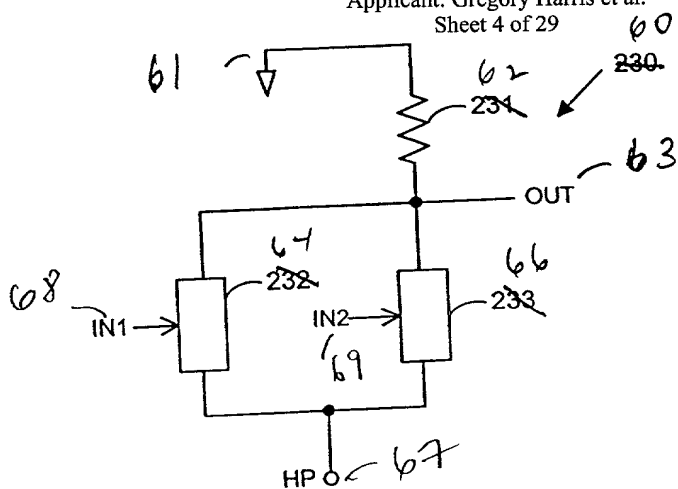 Applicant: Gregory Harris et al.
Sheet 4 of 29
60
230
61
62
231
63
OUT
64
232
66
233
68
IN1
IN2
69
HP
67